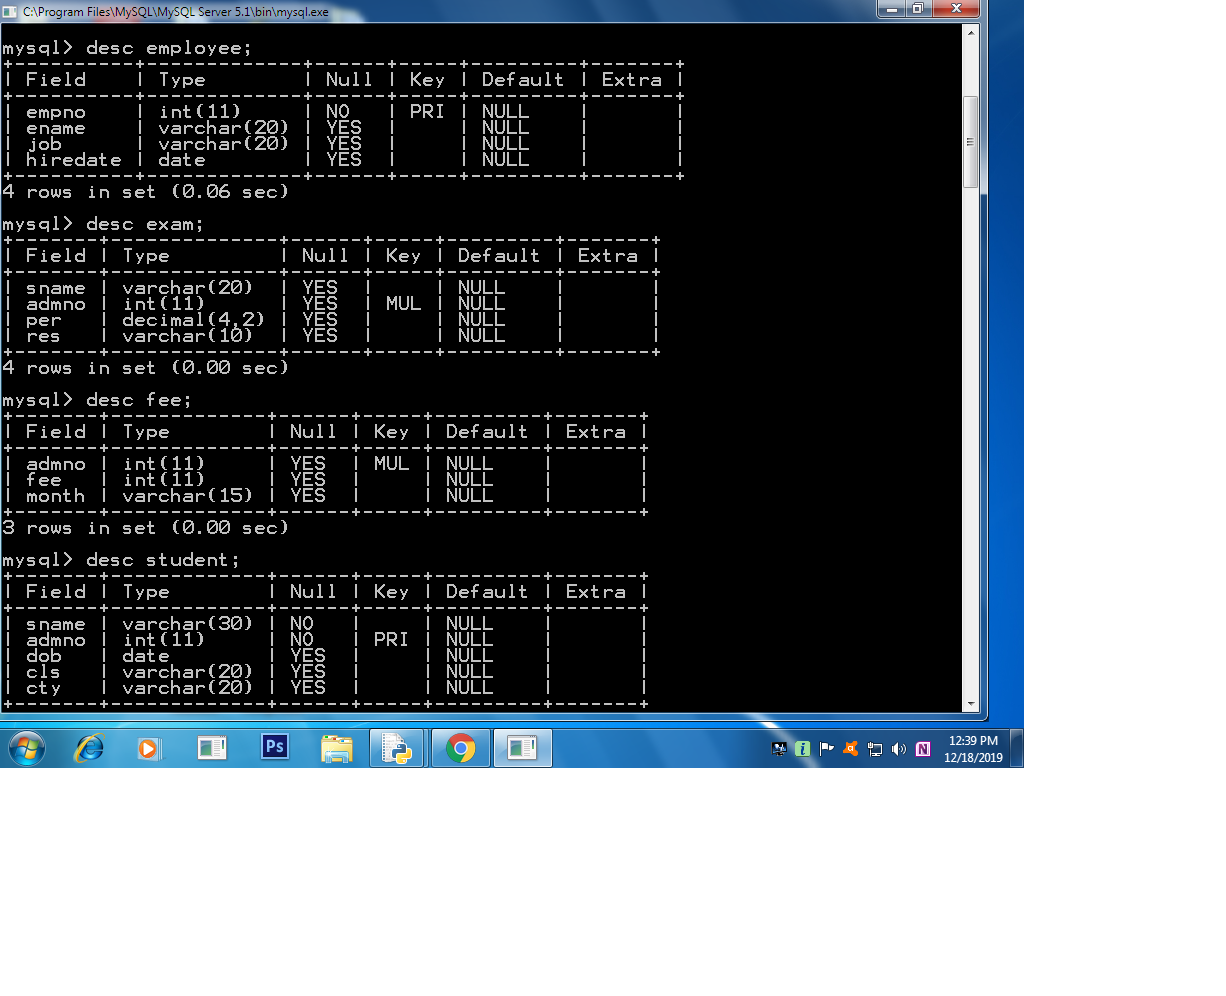 C:\Program Files\MySQL\MySQL Server 5.1\bin\mysql.exe
mysql> desc employee;
+----------+-------------+------+-----+---------+-------+
| Field    | Type        | Null | Key | Default | Extra |
+----------+-------------+------+-----+---------+-------+
| empno    | int(11)     | NO   | PRI | NULL    |       |
| ename    | varchar(20) | YES  |     | NULL    |       |
| job      | varchar(20) | YES  |     | NULL    |       |
| hiredate | date        | YES  |     | NULL    |       |
+----------+-------------+------+-----+---------+-------+
4 rows in set (0.06 sec)
mysql> desc exam;
+-------+--------------+------+-----+---------+-------+
| Field | Type         | Null | Key | Default | Extra |
+-------+--------------+------+-----+---------+-------+
| sname | varchar(20)  | YES  |     | NULL    |       |
| admno | int(11)      | YES  | MUL | NULL    |       |
| per   | decimal(4,2) | YES  |     | NULL    |       |
| res   | varchar(10)  | YES  |     | NULL    |       |
+-------+--------------+------+-----+---------+-------+
4 rows in set (0.00 sec)
mysql> desc fee;
+-------+-------------+------+-----+---------+-------+
| Field | Type        | Null | Key | Default | Extra |
+-------+-------------+------+-----+---------+-------+
| admno | int(11)     | YES  | MUL | NULL    |       |
| fee   | int(11)     | YES  |     | NULL    |       |
| month | varchar(15) | YES  |     | NULL    |       |
+-------+-------------+------+-----+---------+-------+
3 rows in set (0.00 sec)
mysql> desc student;
+-------+-------------+------+-----+---------+-------+
| Field | Type        | Null | Key | Default | Extra |
+-------+-------------+------+-----+---------+-------+
| sname | varchar(30) | NO   |     | NULL    |       |
| admno | int(11)     | NO   | PRI | NULL    |       |
| dob   | date        | YES  |     | NULL    |       |
| cls   | varchar(20) | YES  |     | NULL    |       |
| cty   | varchar(20) | YES  |     | NULL    |       |
+-------+-------------+------+-----+---------+-------+
Ps
N
12:39 PM
12/18/2019